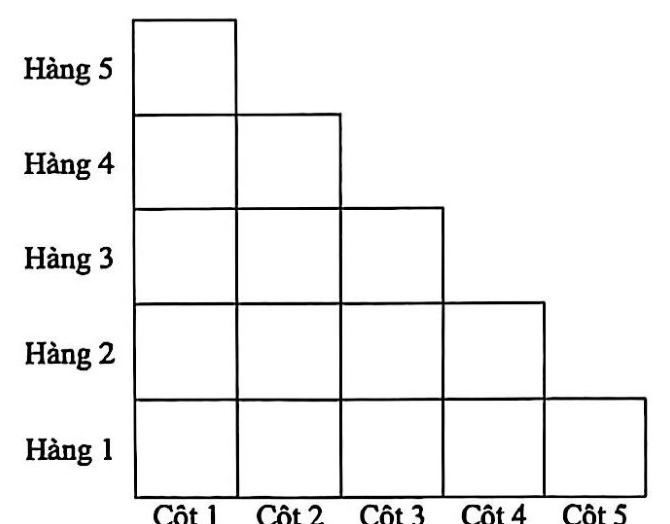 Hàng 5
Hàng 4
Hàng 3
Hàng 2
Hàng 1
Cột 1 Cột 2 Cột 3 Cột 4 Cột 5